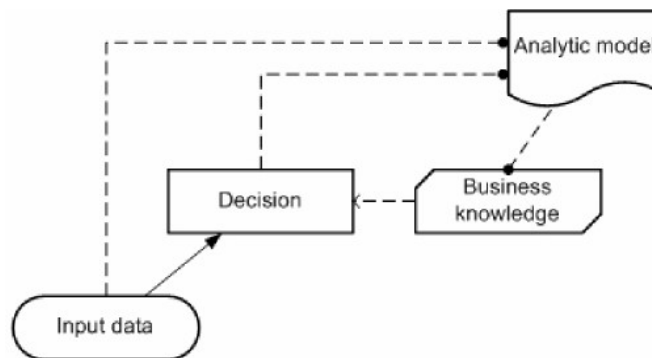 Analytic model
Decision
Business
knowledge
Input data